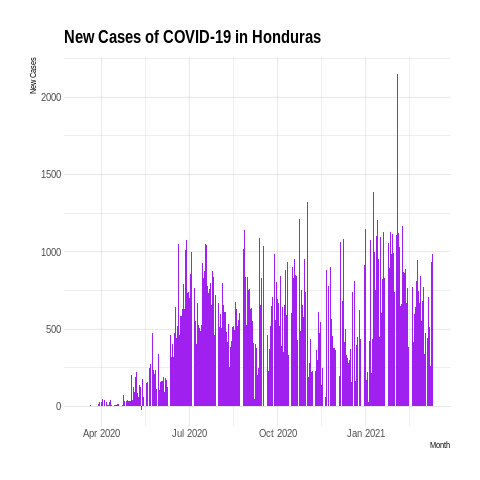 New Cases of COVID-19 in Honduras
New Cases
2000
1500
1000
500
0
Apr 2020
Jul 2020
Oct 2020
Jan 2021
Month